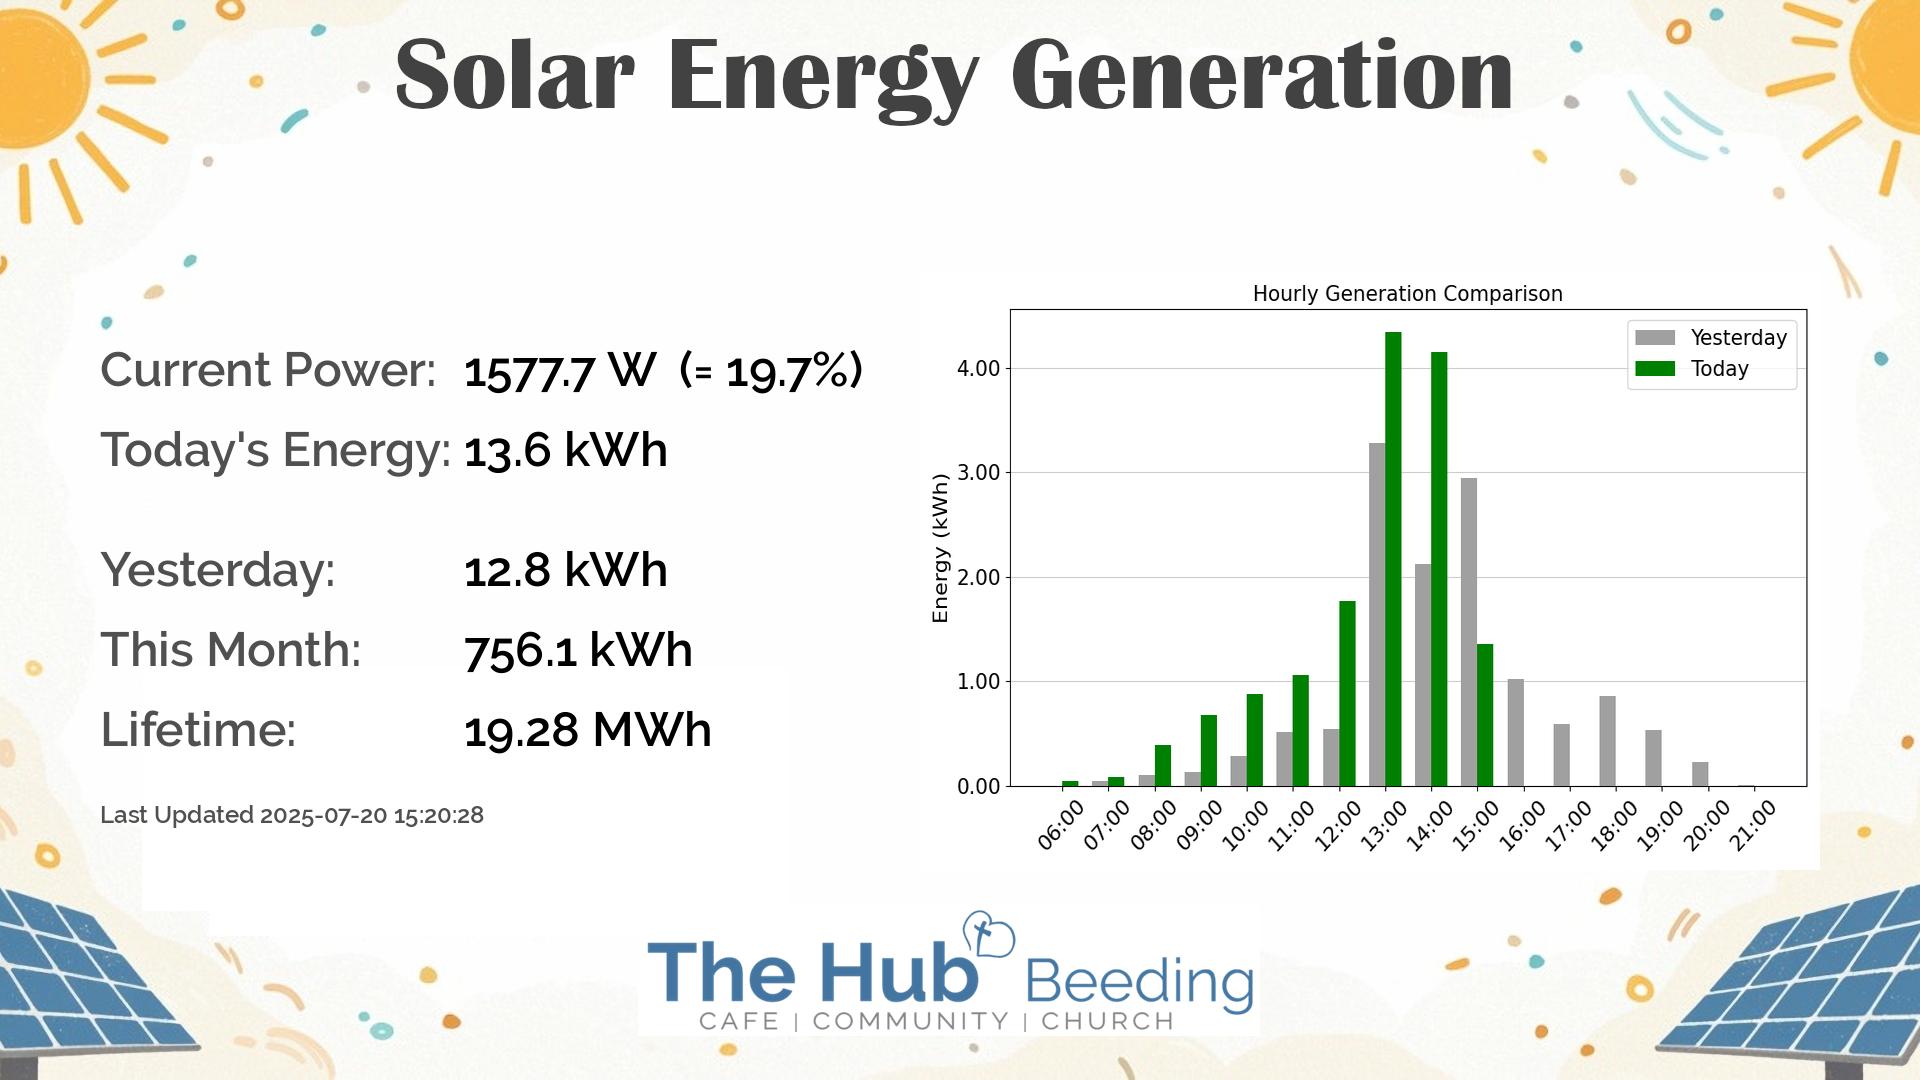 Solar Energy Generation
Current Power: 1577.7 W (= 19.7%)
Today's Energy: 13.6 kWh
Yesterday: 12.8 kWh
This Month: 756.1 kWh
Lifetime: 19.28 MWh
Last Updated 2025-07-20 15:20:28
Hourly Generation Comparison
Yesterday
Today
Energy (kWh)
4.00
3.00
2.00
1.00
0.00
06:00 07:00 08:00 09:00 10:00 11:00 12:00 13:00 14:00 15:00 16:00 17:00 18:00 19:00 20:00 21:00
The Hub Beeding
CAFE | COMMUNITY | CHURCH